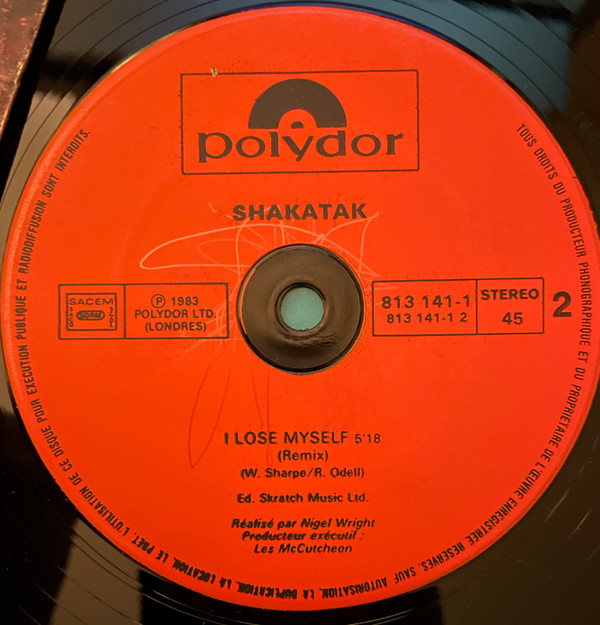 polydor
SHAKATAK
SACEM
SDRM
Ⓟ 1983
POLYDOR LTD.
(LONDRES)
813 141-1
813 141-1 2
STEREO
45
2
I LOSE MYSELF 5'18
(Remix)
(W. Sharpe/R. Odell)
Ed. Skratch Music Ltd.
Réalisé par Nigel Wright
Producteur exécutif :
Les McCutcheon
TOUS DROITS DU PRODUCTEUR PHONOGRAPHIQUE ET DU PROPRIETAIRE DE L'ŒUVRE ENREGISTREE RESERVES. SAUF AUTORISATION, LA DUPLICATION, LA LOCATION, LE PRET, L'UTILISATION DE CE DISQUE POUR EXECUTION PUBLIQUE ET RADIODIFFUSION SONT INTERDITS.